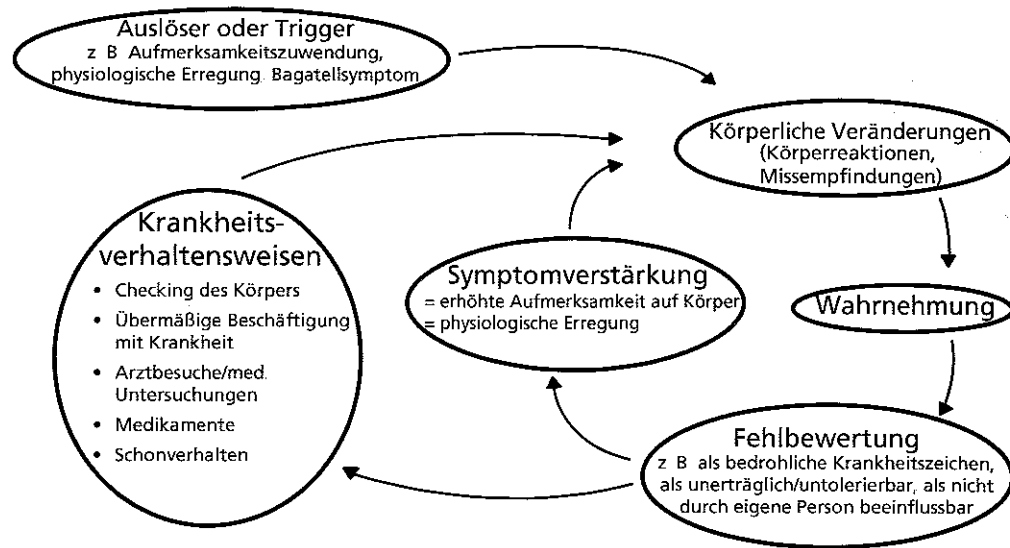 Auslöser oder Trigger
z B Aufmerksamkeitszuwendung,
physiologische Erregung Bagatellsymptom
Körperliche Veränderungen
(Körperreaktionen,
Missempfindungen)
Wahrnehmung
Fehlbewertung
z B als bedrohliche Krankheitszeichen,
als unerträglich/untolerierbar, als nicht
durch eigene Person beeinflussbar
Symptomverstärkung
= erhöhte Aufmerksamkeit auf Körper
= physiologische Erregung
Krankheits-
verhaltensweisen
• Checking des Körpers
• Übermäßige Beschäftigung
mit Krankheit
• Arztbesuche/med.
Untersuchungen
• Medikamente
• Schonverhalten